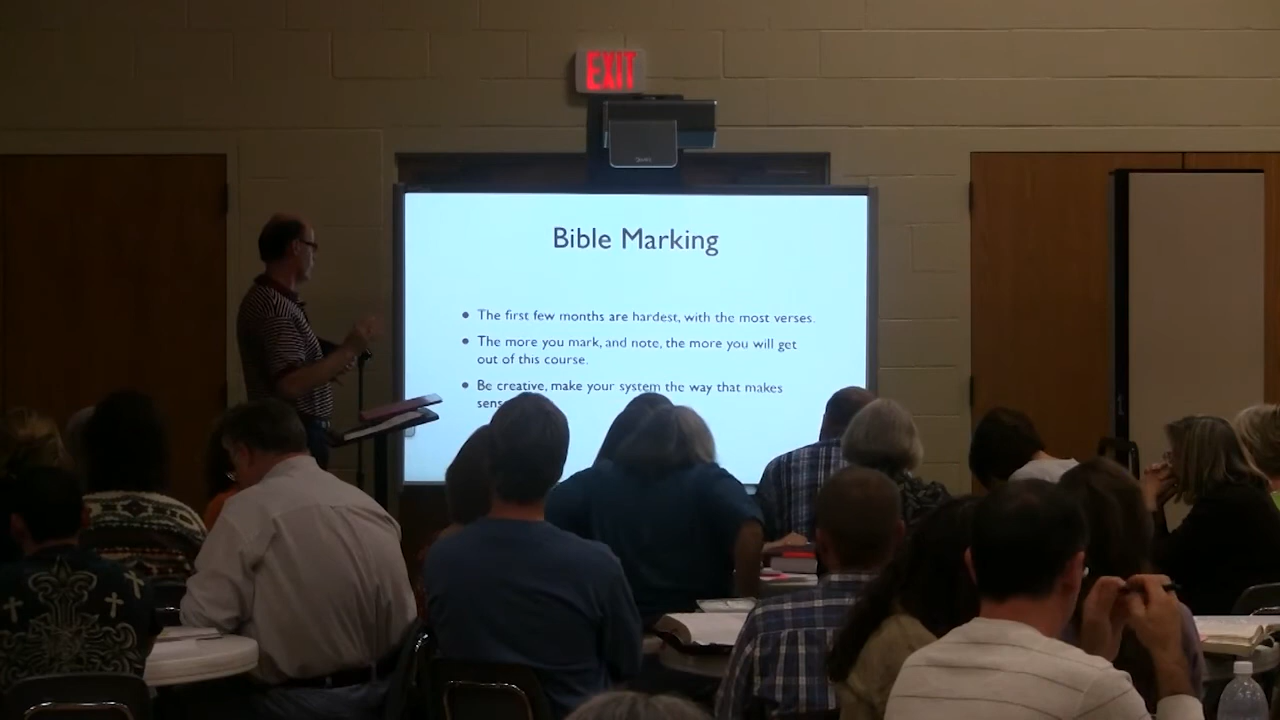 EXIT
Bible Marking
• The first few months are hardest, with the most verses.
• The more you mark, and note, the more you will get
out of this course.
• Be creative, make your system the way that makes